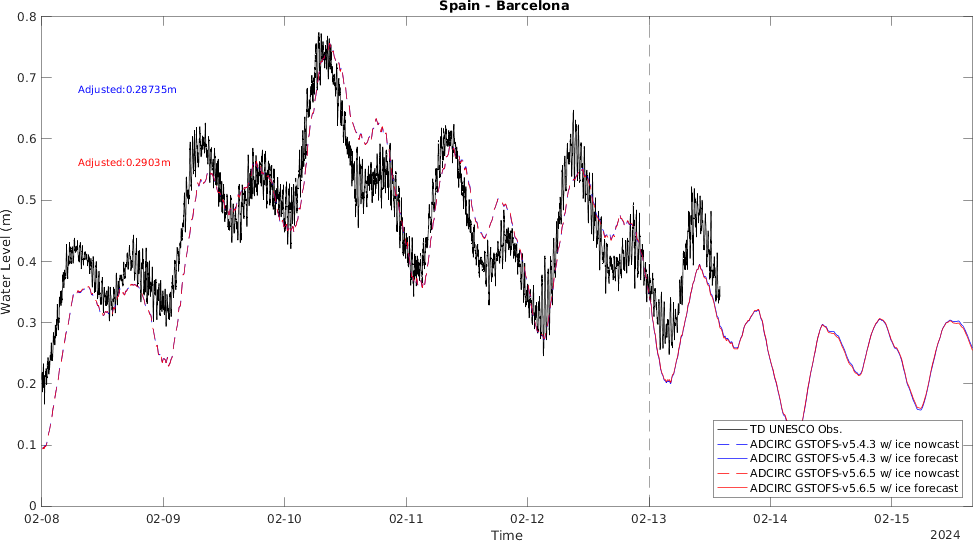 Spain - Barcelona
0.8
0.7
0.6
0.5
0.4
0.3
0.2
0.1
0
Water Level (m)
Adjusted:0.28735m
Adjusted:0.2903m
TD UNESCO Obs.
ADCIRC GSTOFS-v5.4.3 w/ ice nowcast
ADCIRC GSTOFS-v5.4.3 w/ ice forecast
ADCIRC GSTOFS-v5.6.5 w/ ice nowcast
ADCIRC GSTOFS-v5.6.5 w/ ice forecast
02-08 02-09 02-10 02-11 02-12 02-13 02-14 02-15
Time
2024